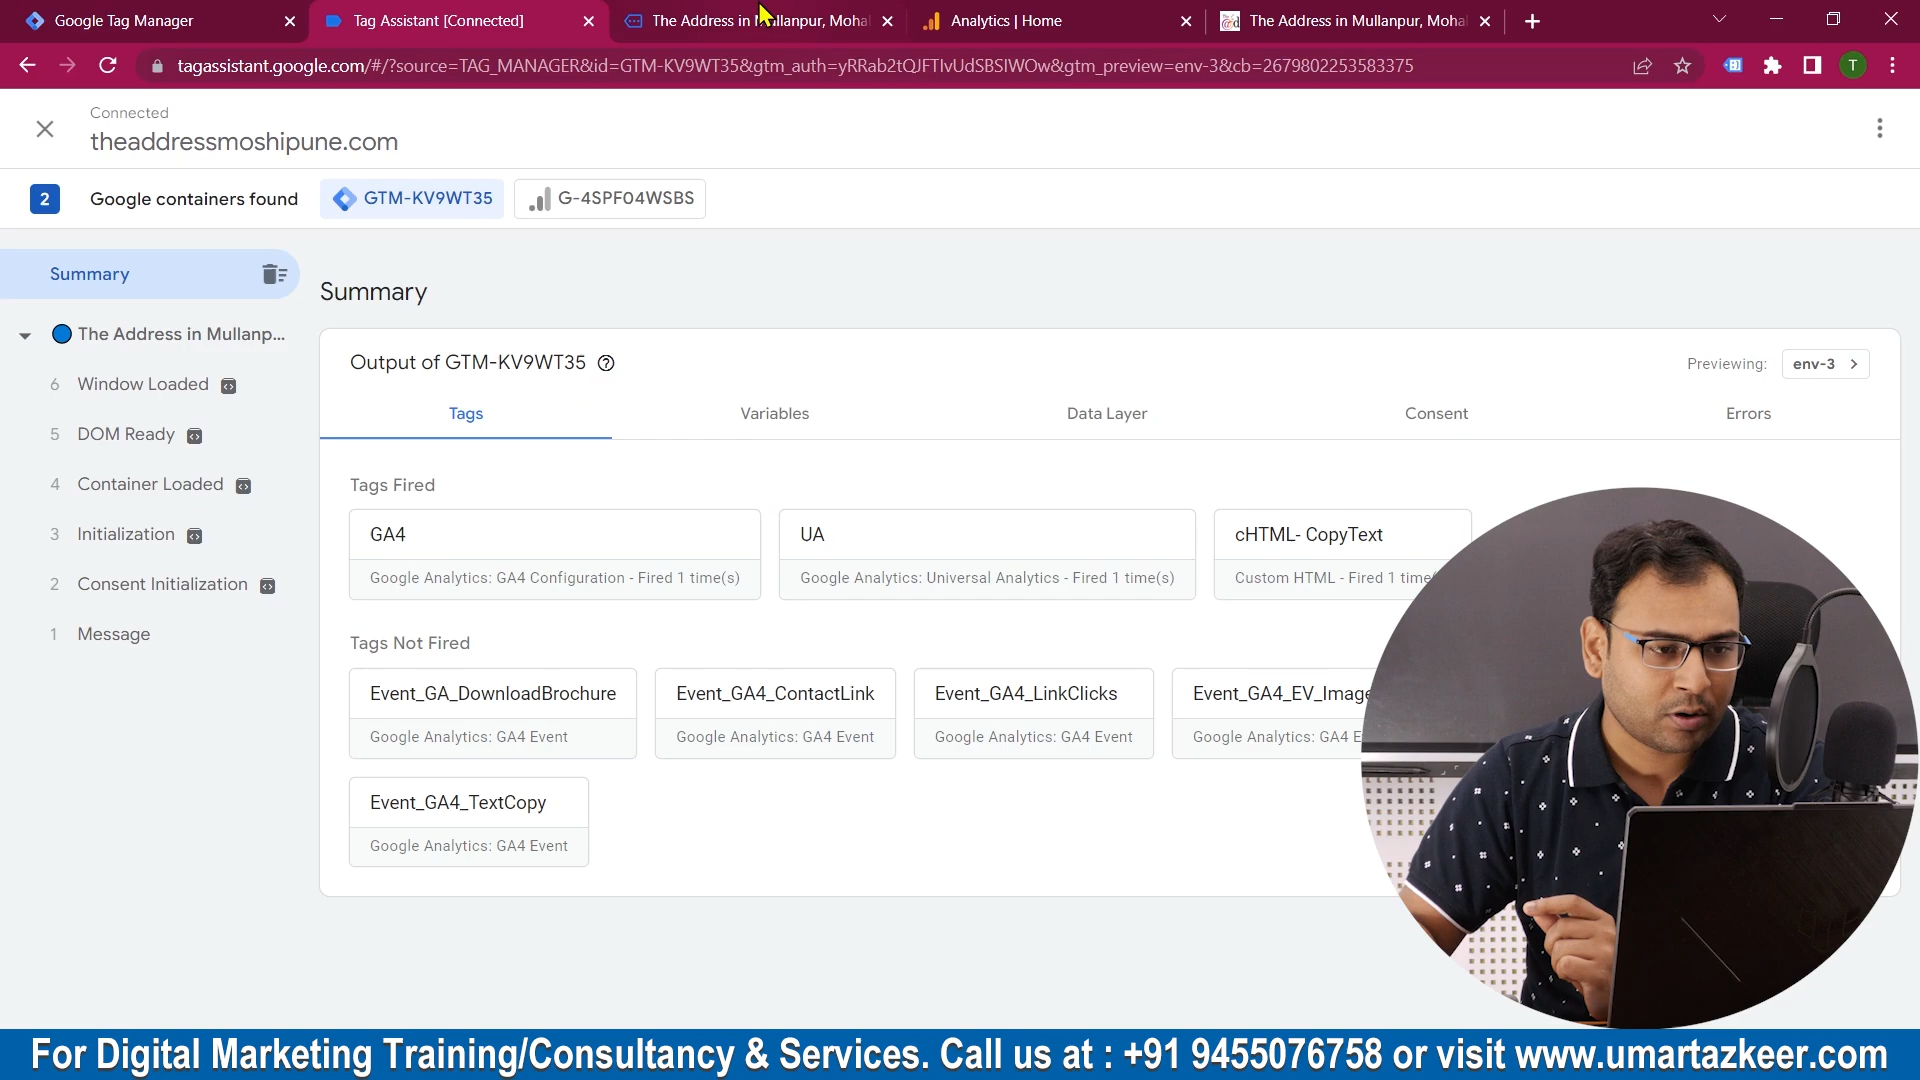 Google Tag Manager
Tag Assistant [Connected]
The Address in Mullanpur, Moha
Analytics | Home
The Address in Mullanpur, Moha
tagassistant.google.com/#/?source=TAG_MANAGER&id=GTM-KV9WT35&gtm_auth=yRRab2tQJFTIvUdSBSIWOw&gtm_preview=env-3&cb=2679802253583375
T
Connected
theaddressmoshipune.com
2
Google containers found
GTM-KV9WT35
G-4SPF04WSBS
Summary
The Address in Mullanp...
6 Window Loaded
5 DOM Ready
4 Container Loaded
3 Initialization
2 Consent Initialization
1 Message
Summary
Output of GTM-KV9WT35
Previewing: env-3
Tags
Variables
Data Layer
Consent
Errors
Tags Fired
GA4
Google Analytics: GA4 Configuration - Fired 1 time(s)
UA
Google Analytics: Universal Analytics - Fired 1 time(s)
cHTML- CopyText
Custom HTML - Fired 1 time(
Tags Not Fired
Event_GA_DownloadBrochure
Google Analytics: GA4 Event
Event_GA4_ContactLink
Google Analytics: GA4 Event
Event_GA4_LinkClicks
Google Analytics: GA4 Event
Event_GA4_EV_Image
Google Analytics: GA4 E
Event_GA4_TextCopy
Google Analytics: GA4 Event
For Digital Marketing Training/Consultancy & Services. Call us at : +91 9455076758 or visit www.umartazkeer.com